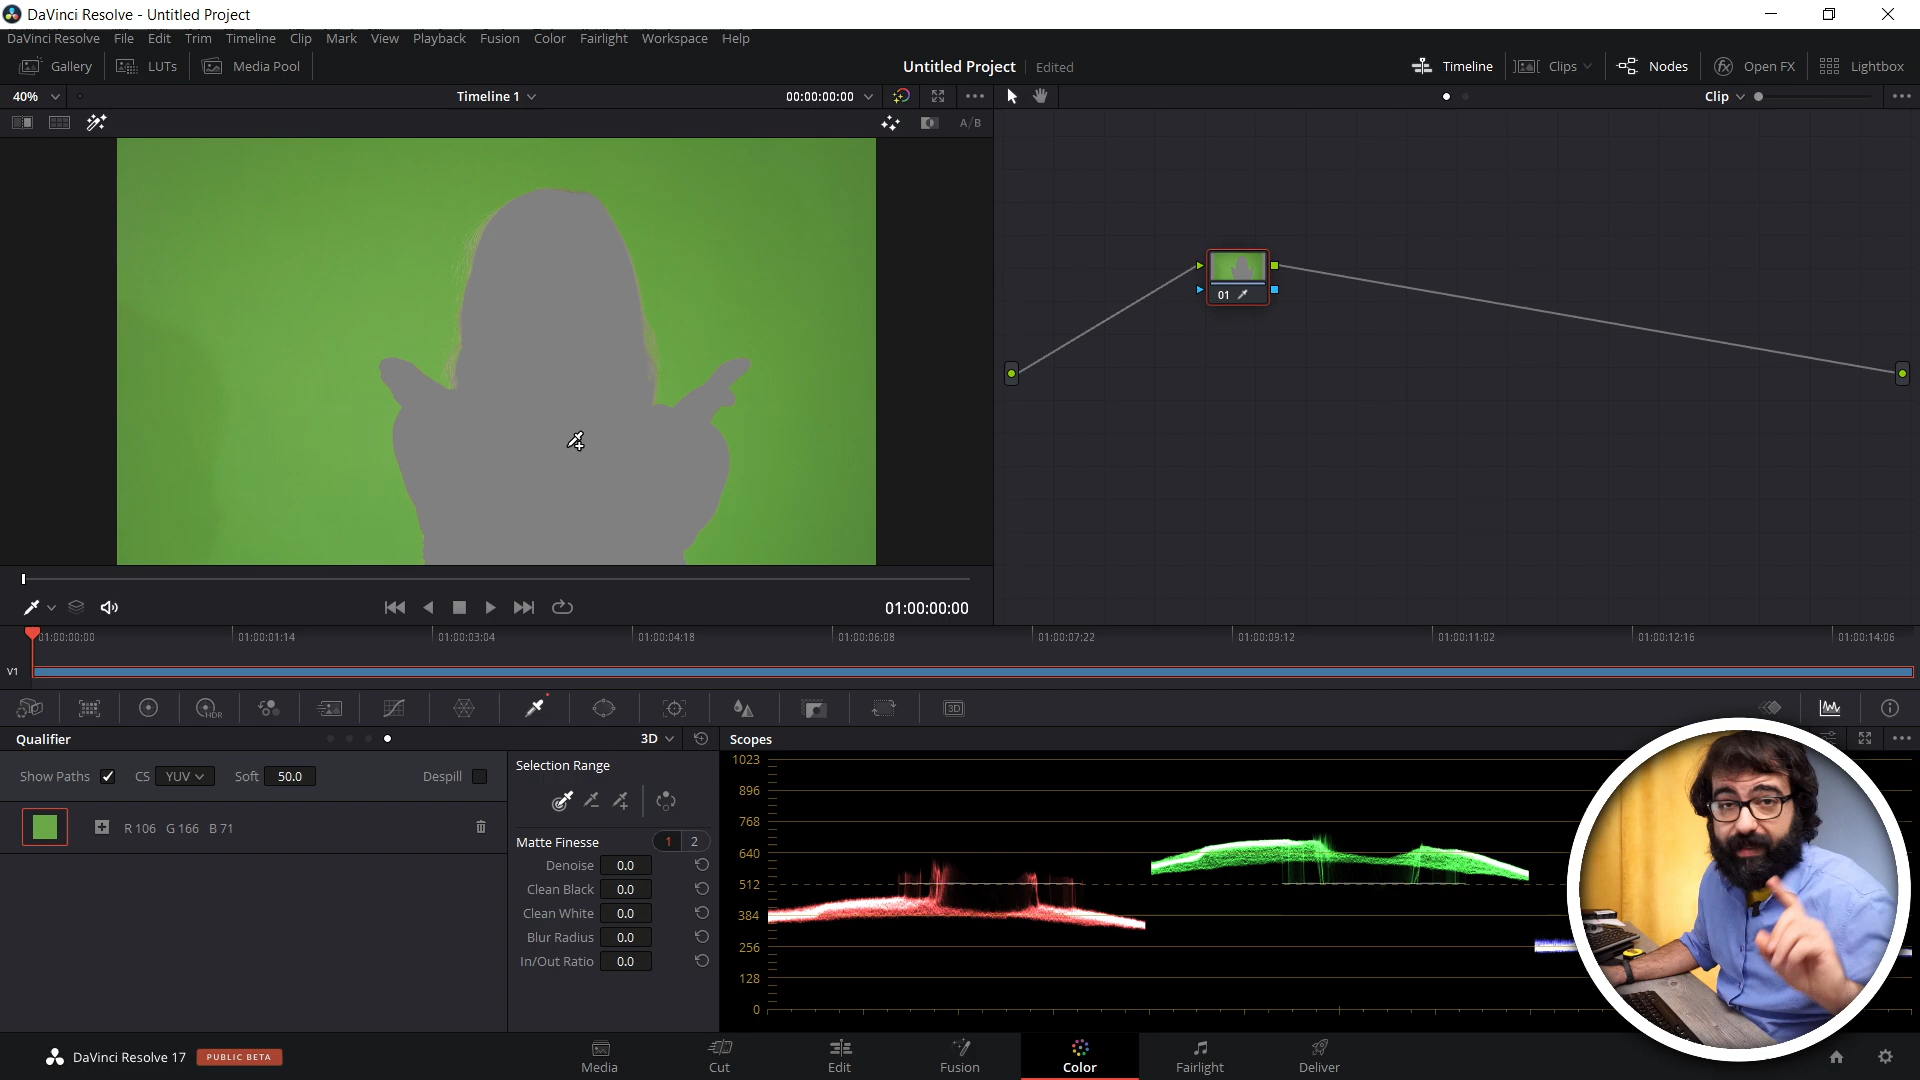 DaVinci Resolve - Untitled Project
DaVinci Resolve File Edit Trim Timeline Clip Mark View Playback Fusion Color Fairlight Workspace Help
Gallery LUTs Media Pool Untitled Project Edited Timeline Clips Nodes fx Open FX Lightbox
40% Timeline 1 00:00:00:00 Clip
A/B
01
01:00:00:00
01:00:00:00 01:00:01:14 01:00:03:04 01:00:04:18 01:00:06:08 01:00:07:22 01:00:09:12 01:00:11:02 01:00:12:16 01:00:14:06
V1
HDR 3D
Qualifier 3D Scopes
Show Paths CS YUV Soft 50.0 Despill
R 106 G 166 B 71
Selection Range
Matte Finesse 1 2
Denoise 0.0
Clean Black 0.0
Clean White 0.0
Blur Radius 0.0
In/Out Ratio 0.0
1023
896
768
640
512
384
256
128
0
DaVinci Resolve 17 PUBLIC BETA Media Cut Edit Fusion Color Fairlight Deliver